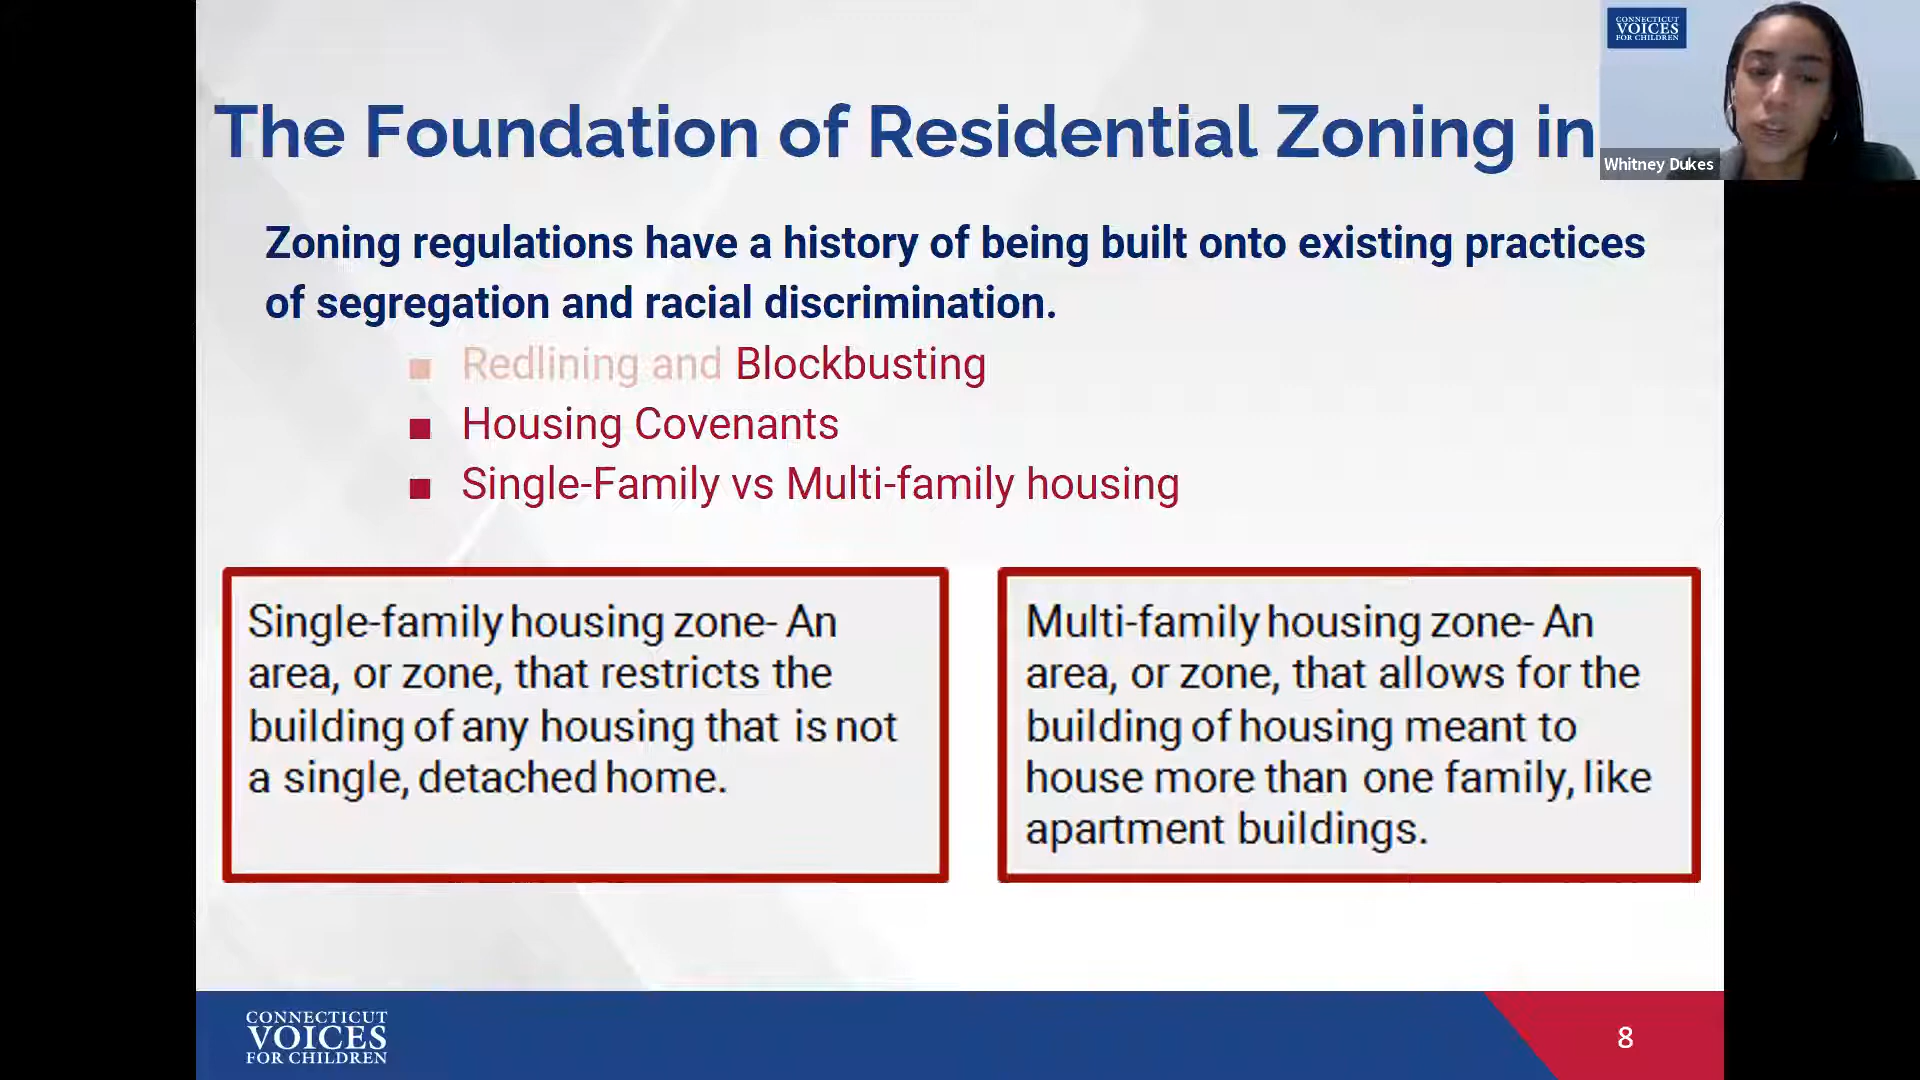 CONNECTICUT
VOICES
FOR CHILDREN
The Foundation of Residential Zoning in
Whitney Dukes
Zoning regulations have a history of being built onto existing practices
of segregation and racial discrimination.
■ Redlining and Blockbusting
■ Housing Covenants
■ Single-Family vs Multi-family housing
Single-family housing zone- An
area, or zone, that restricts the
building of any housing that is not
a single, detached home.
Multi-family housing zone- An
area, or zone, that allows for the
building of housing meant to
house more than one family, like
apartment buildings.
CONNECTICUT
VOICES
FOR CHILDREN
8